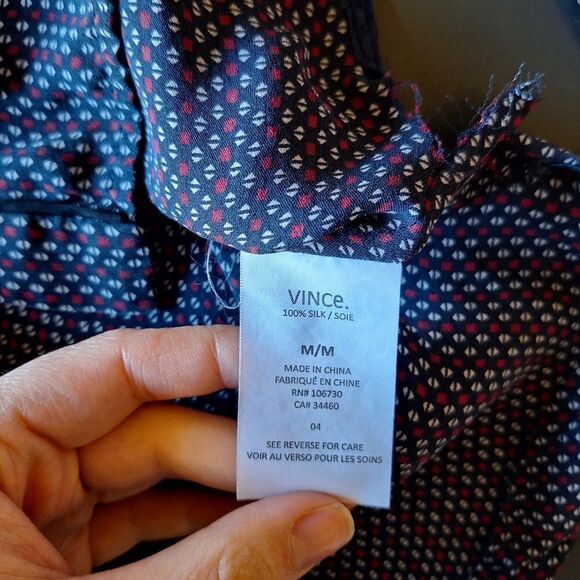 VINCe.
100% SILK / SOIE
M/M
MADE IN CHINA
FABRIQUÉ EN CHINE
RN# 106730
CA# 34460
04
SEE REVERSE FOR CARE
VOIR AU VERSO POUR LES SOINS